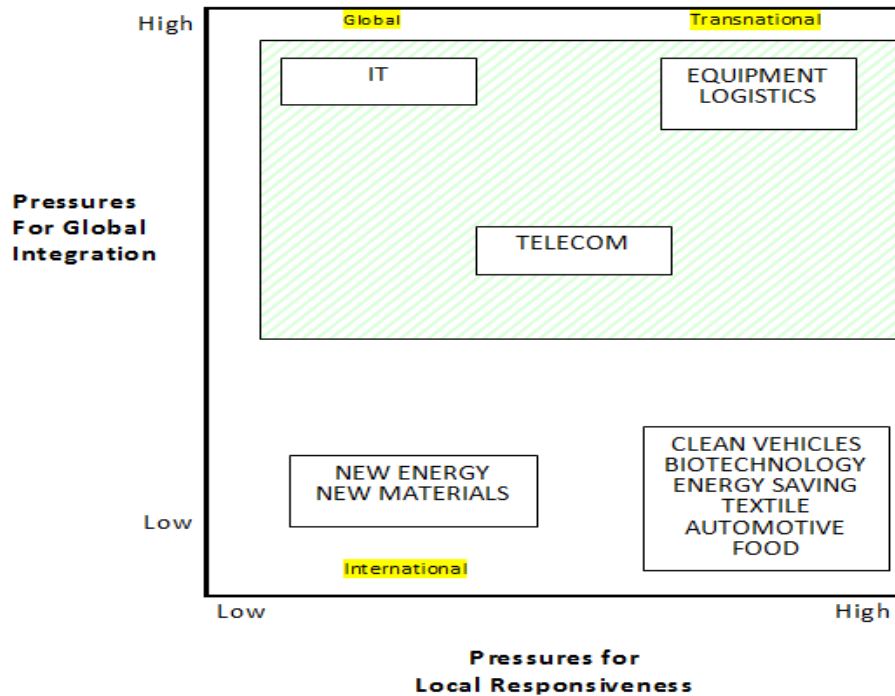 High
Global
Transnational
IT
EQUIPMENT
LOGISTICS
Pressures
For Global
Integration
TELECOM
NEW ENERGY
NEW MATERIALS
CLEAN VEHICLES
BIOTECHNOLOGY
ENERGY SAVING
TEXTILE
AUTOMOTIVE
FOOD
Low
International
Low
High
Pressures for
Local Responsiveness